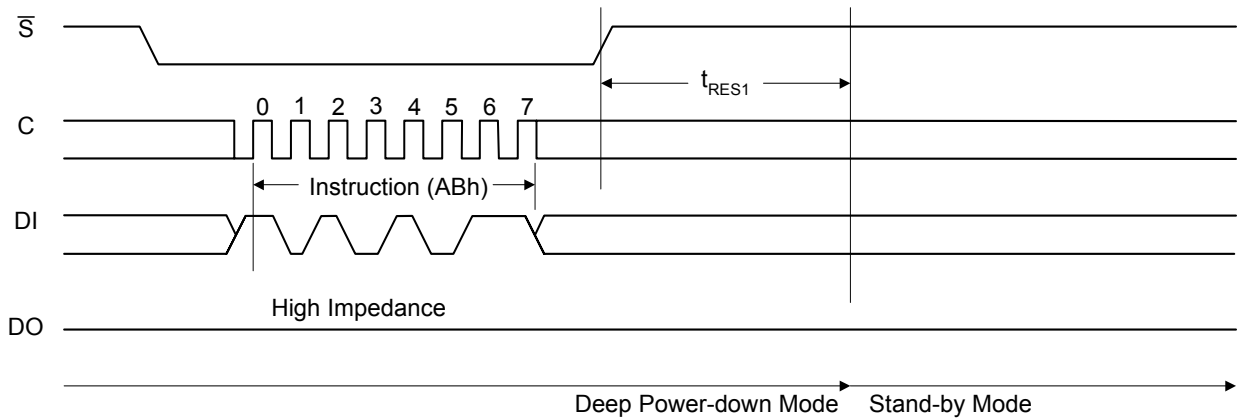 S̅
t_RES1
0 1 2 3 4 5 6 7
C
Instruction (ABh)
DI
High Impedance
DO
Deep Power-down Mode Stand-by Mode